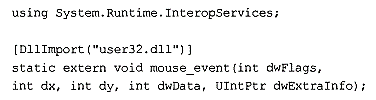 using System.Runtime.InteropServices;
[DllImport("user32.dll")]
static extern void mouse_event(int dwFlags,
int dx, int dy, int dwData, UIntPtr dwExtraInfo);